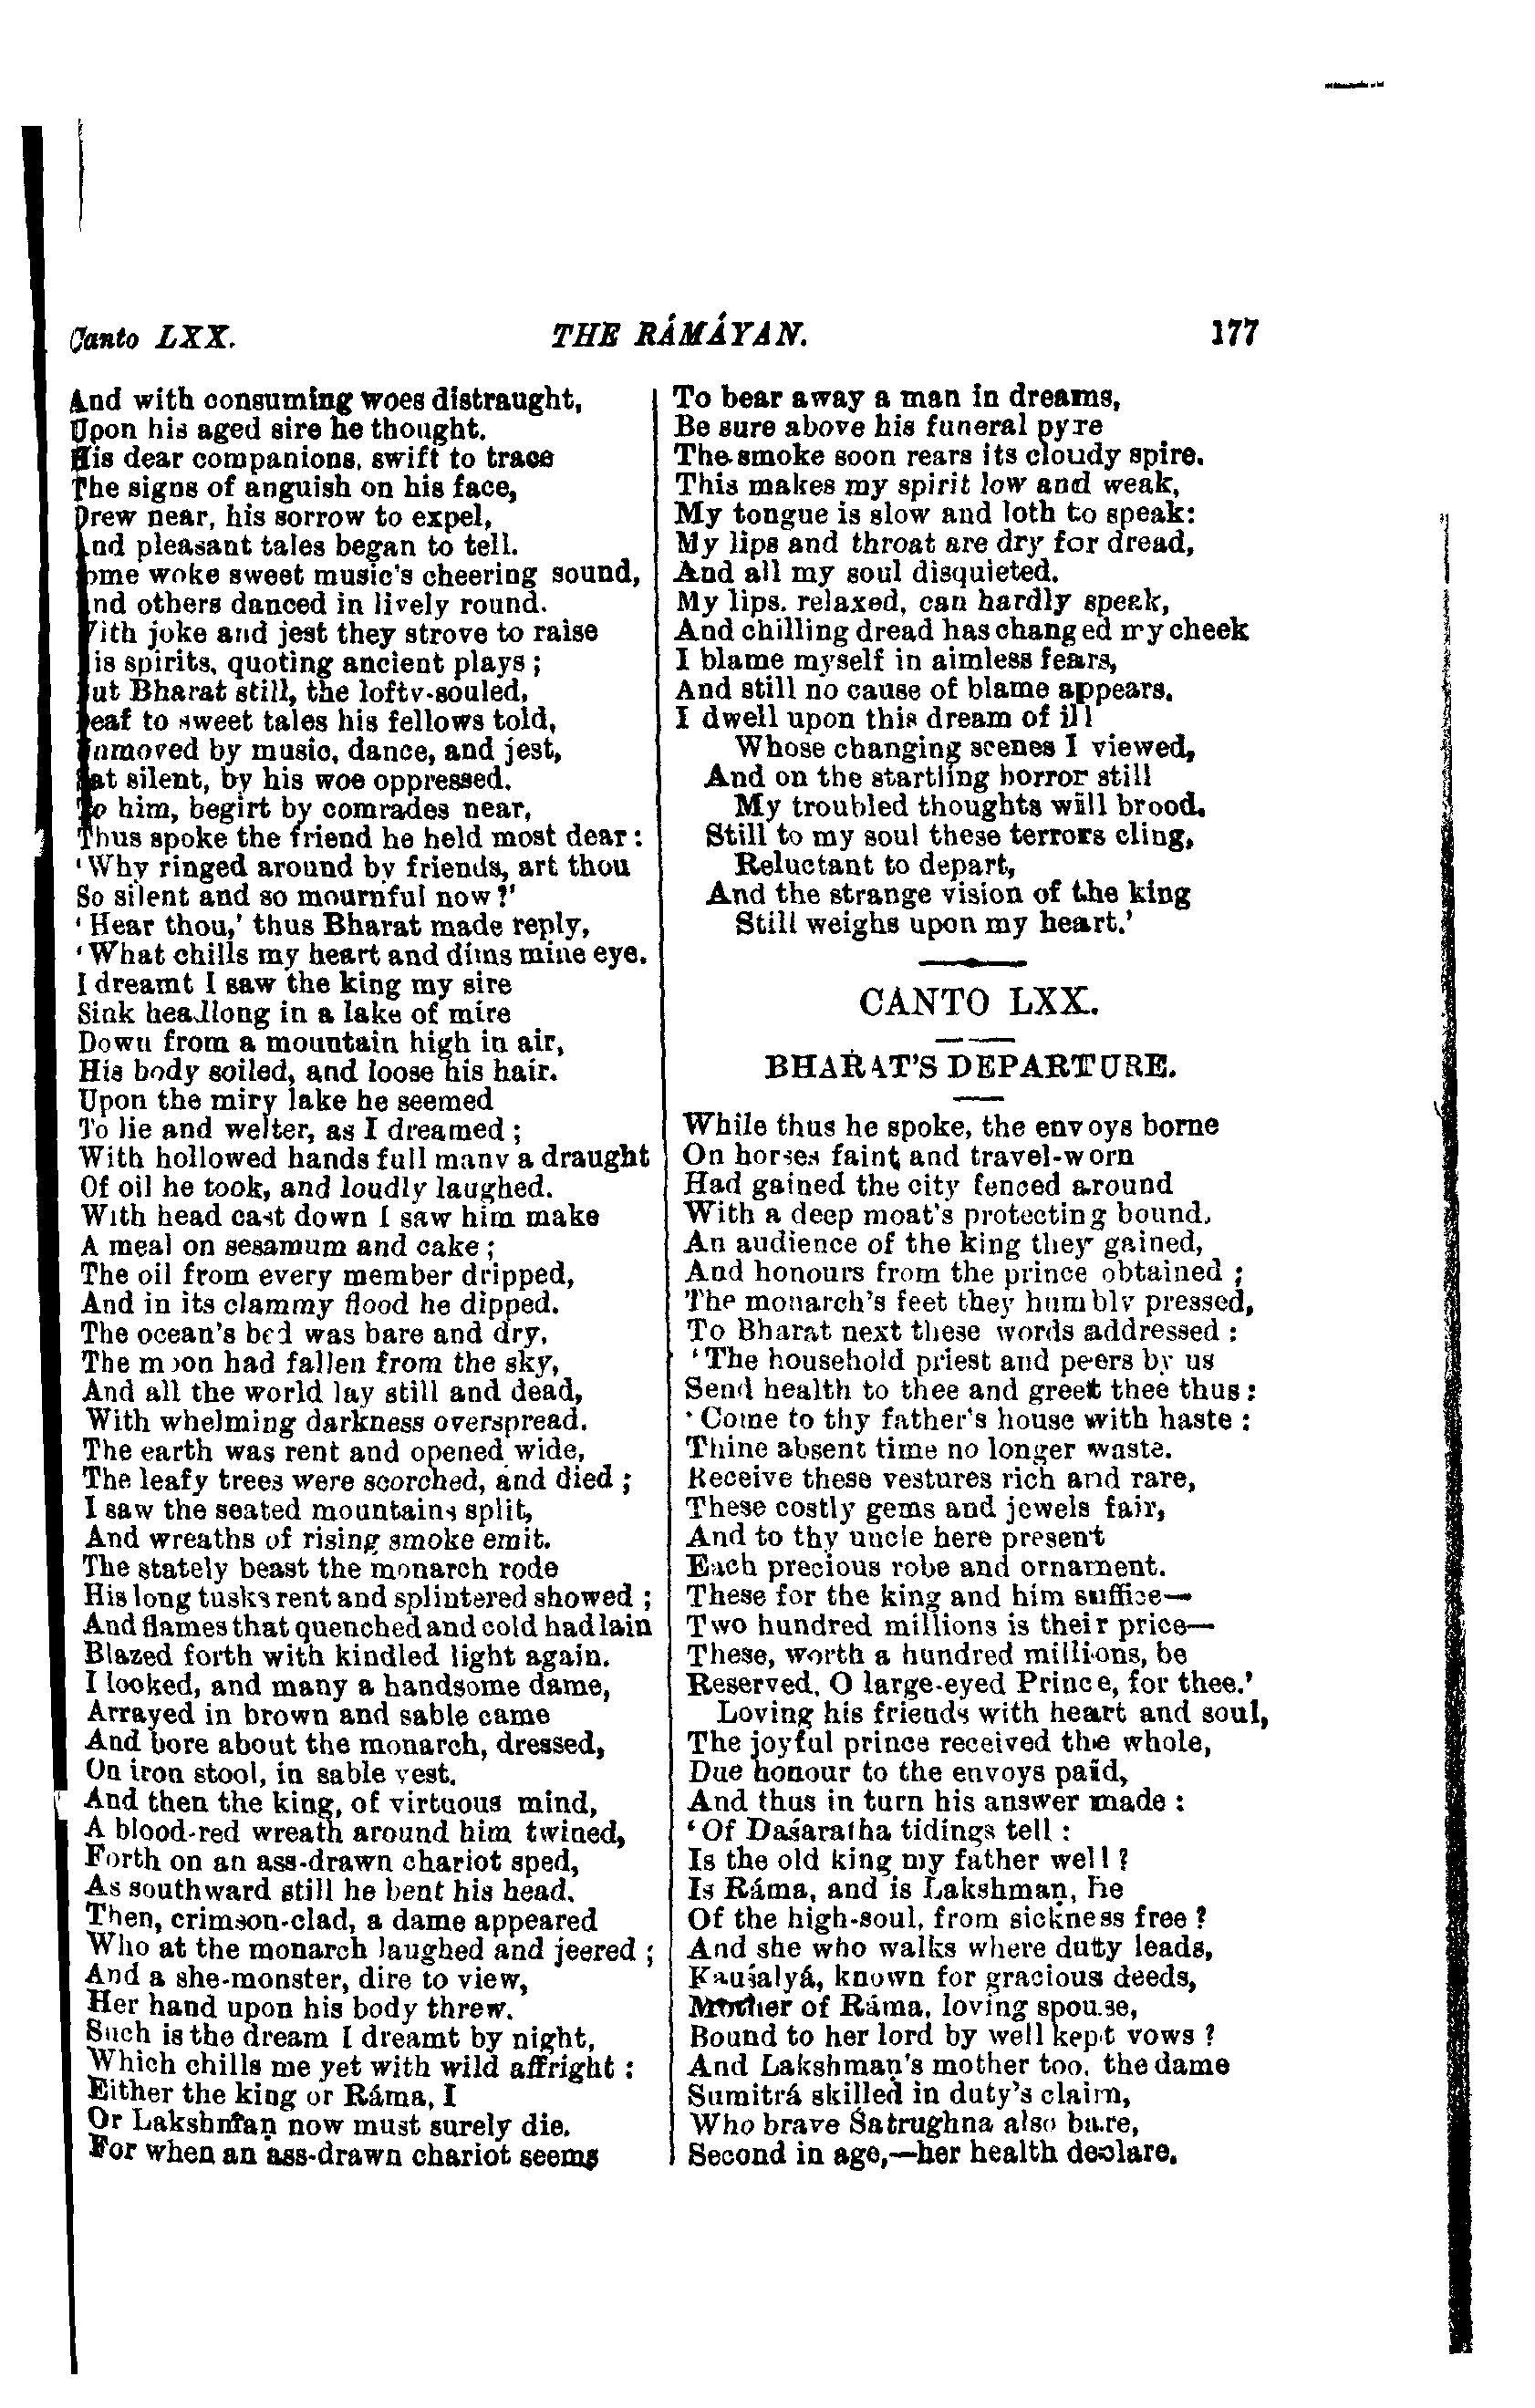 Canto LXX. THE RÁMÁYAN. 177
And with consuming woes distraught,
Upon his aged sire he thought.
His dear companions, swift to trace
The signs of anguish on his face,
Drew near, his sorrow to expel,
And pleasant tales began to tell.
Some woke sweet music's cheering sound,
And others danced in lively round.
With joke and jest they strove to raise
His spirits, quoting ancient plays;
But Bharat still, the lofty-souled,
Deaf to sweet tales his fellows told,
Unmoved by music, dance, and jest,
Sat silent, by his woe oppressed.
To him, begirt by comrades near,
Thus spoke the friend he held most dear:
'Why ringed around by friends, art thou
So silent and so mournful now?'
'Hear thou,' thus Bharat made reply,
'What chills my heart and dims mine eye.
I dreamt I saw the king my sire
Sink headlong in a lake of mire
Down from a mountain high in air,
His body soiled, and loose his hair.
Upon the miry lake he seemed
To lie and welter, as I dreamed;
With hollowed hands full many a draught
Of oil he took, and loudly laughed.
With head cast down I saw him make
A meal on sesamum and cake;
The oil from every member dripped,
And in its clammy flood he dipped.
The ocean's bed was bare and dry,
The moon had fallen from the sky,
And all the world lay still and dead,
With whelming darkness overspread.
The earth was rent and opened wide,
The leafy trees were scorched, and died;
I saw the seated mountains split,
And wreaths of rising smoke emit.
The stately beast the monarch rode
His long tusks rent and splintered showed;
And flames that quenched and cold had lain
Blazed forth with kindled light again.
I looked, and many a handsome dame,
Arrayed in brown and sable came
And bore about the monarch, dressed,
On iron stool, in sable vest.
And then the king, of virtuous mind,
A blood-red wreath around him twined,
Forth on an ass-drawn chariot sped,
As southward still he bent his head.
Then, crimson-clad, a dame appeared
Who at the monarch laughed and jeered;
And a she-monster, dire to view,
Her hand upon his body threw.
Such is the dream I dreamt by night,
Which chills me yet with wild affright:
Either the king or Ráma, I
Or Lakshmaṇ now must surely die.
For when an ass-drawn chariot seems
To bear away a man in dreams,
Be sure above his funeral pyre
The smoke soon rears its cloudy spire.
This makes my spirit low and weak,
My tongue is slow and loth to speak:
My lips and throat are dry for dread,
And all my soul disquieted.
My lips, relaxed, can hardly speak,
And chilling dread has changed my cheek
I blame myself in aimless fears,
And still no cause of blame appears.
I dwell upon this dream of ill
Whose changing scenes I viewed,
And on the startling horror still
My troubled thoughts will brood.
Still to my soul these terrors cling,
Reluctant to depart,
And the strange vision of the king
Still weighs upon my heart.'
CANTO LXX.
BHARAT'S DEPARTURE.
While thus he spoke, the envoys borne
On horses faint and travel-worn
Had gained the city fenced around
With a deep moat's protecting bound.
An audience of the king they gained,
And honours from the prince obtained;
The monarch's feet they humbly pressed,
To Bharat next these words addressed:
'The household priest and peers by us
Send health to thee and greet thee thus:
'Come to thy father's house with haste:
Thine absent time no longer waste.
Receive these vestures rich and rare,
These costly gems and jewels fair,
And to thy uncle here present
Each precious robe and ornament.
These for the king and him suffice—
Two hundred millions is their price—
These, worth a hundred millions, be
Reserved, O large-eyed Prince, for thee.'
Loving his friends with heart and soul,
The joyful prince received the whole,
Due honour to the envoys paid,
And thus in turn his answer made:
'Of Daśaratha tidings tell:
Is the old king my father well?
Is Ráma, and is Lakshmaṇ, he
Of the high-soul, from sickness free?
And she who walks where duty leads,
Kauśalyá, known for gracious deeds,
Mother of Ráma, loving spouse,
Bound to her lord by well kept vows?
And Lakshmaṇ's mother too, the dame
Sumitrá skilled in duty's claim,
Who brave Śatrughna also bare,
Second in age,—her health declare.